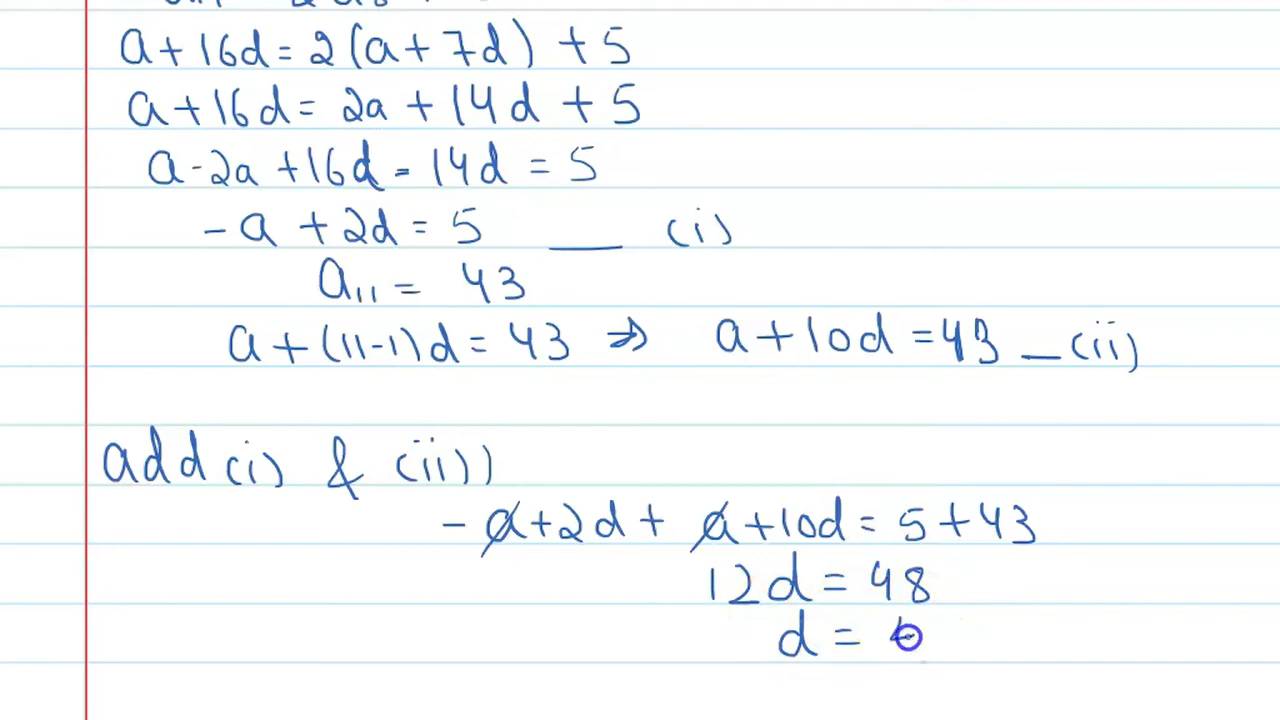 a + 16d = 2(a + 7d) + 5
a + 16d = 2a + 14d + 5
a - 2a + 16d - 14d = 5
- a + 2d = 5 __ (i)
a11 = 43
a + (11-1)d = 43 ⇒ a + 10d = 43 _ (ii)
add (i) & (ii))
- a + 2d + a + 10d = 5 + 43
12d = 48
d =